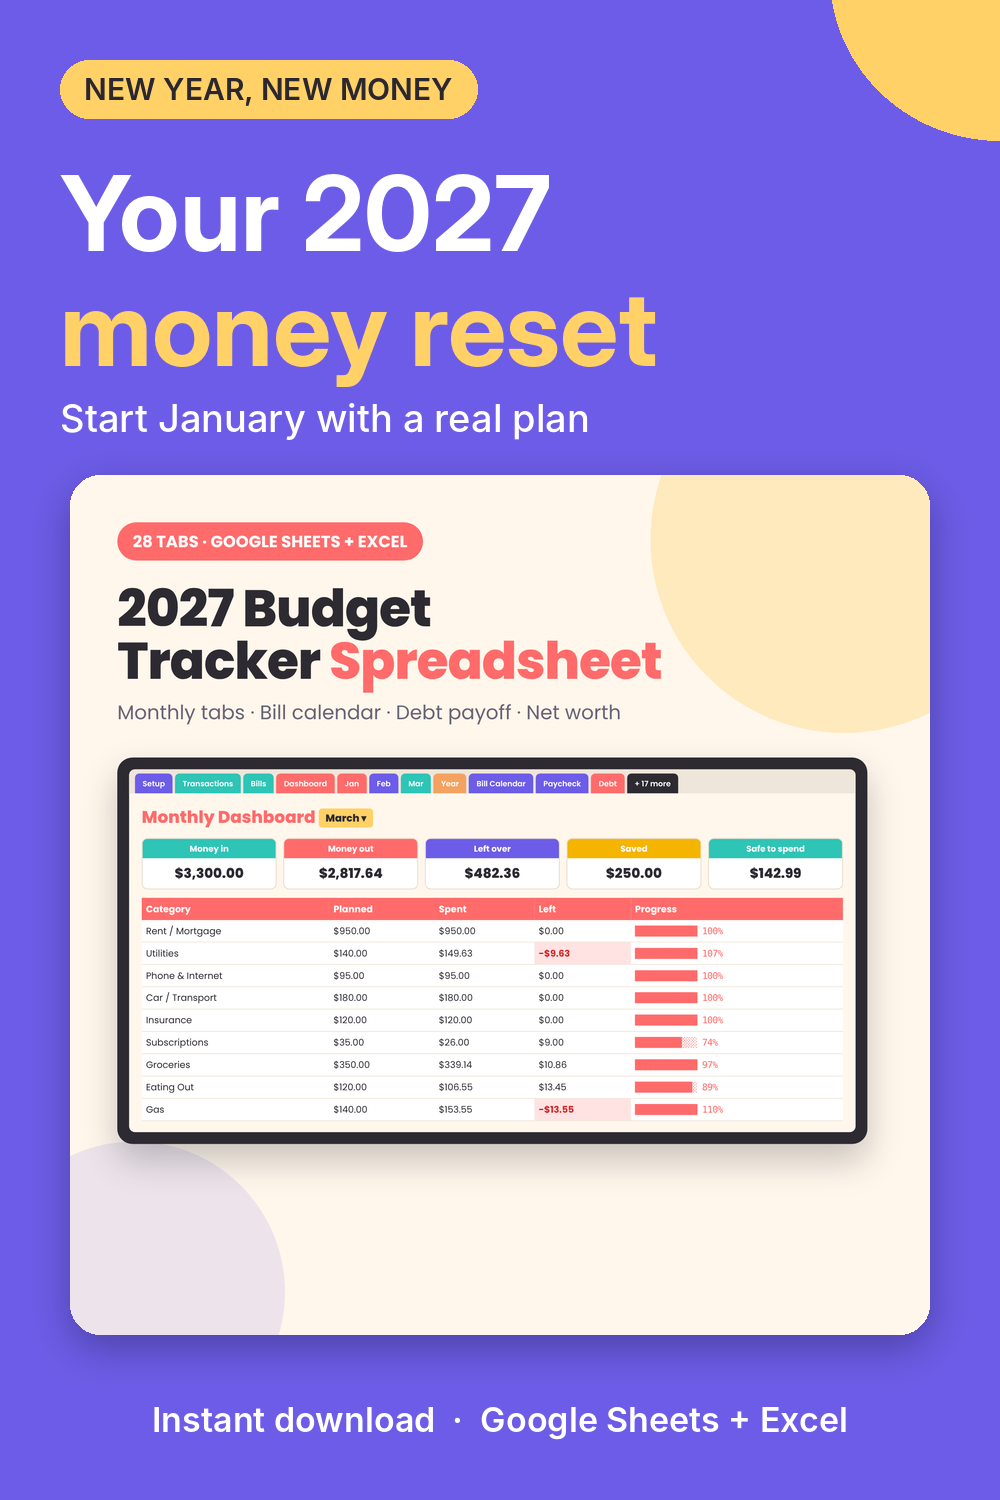 NEW YEAR, NEW MONEY
Your 2027
money reset
Start January with a real plan
28 TABS · GOOGLE SHEETS + EXCEL
2027 Budget
Tracker Spreadsheet
Monthly tabs · Bill calendar · Debt payoff · Net worth
Setup Transactions Bills Dashboard Jan Feb Mar Year Bill Calendar Paycheck Debt + 17 more
Monthly Dashboard March ▾
Money in Money out Left over Saved Safe to spend
$3,300.00 $2,817.64 $482.36 $250.00 $142.99
Category Planned Spent Left Progress
Rent / Mortgage $950.00 $950.00 $0.00 100%
Utilities $140.00 $149.63 -$9.63 107%
Phone & Internet $95.00 $95.00 $0.00 100%
Car / Transport $180.00 $180.00 $0.00 100%
Insurance $120.00 $120.00 $0.00 100%
Subscriptions $35.00 $26.00 $9.00 74%
Groceries $350.00 $339.14 $10.86 97%
Eating Out $120.00 $106.55 $13.45 89%
Gas $140.00 $153.55 -$13.55 110%
Instant download · Google Sheets + Excel